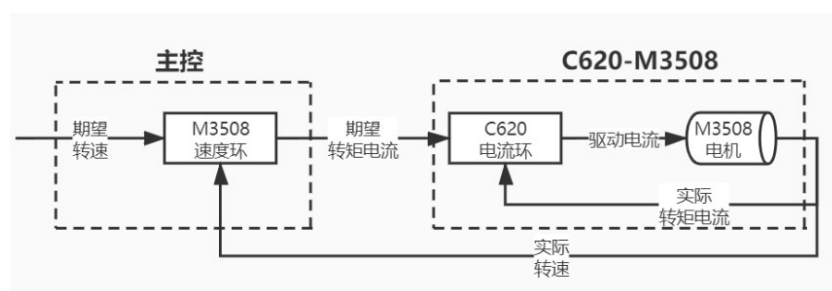 主控
C620-M3508
期望
转速
M3508
速度环
期望
转矩电流
C620
电流环
驱动电流
M3508
电机
实际
转矩电流
实际
转速